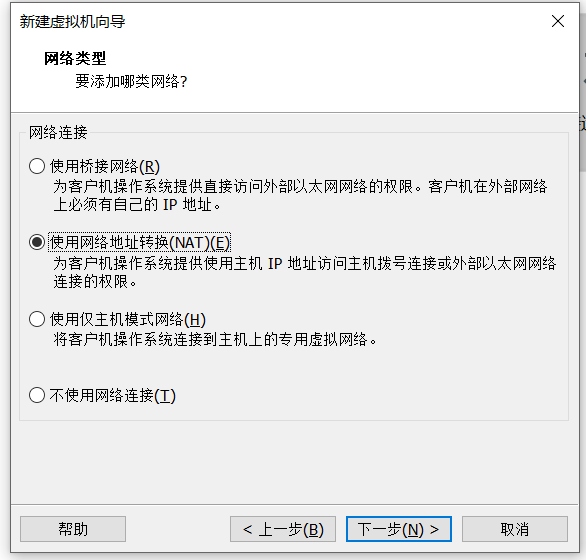 新建虚拟机向导
网络类型
要添加哪类网络?
网络连接
使用桥接网络(R)
为客户机操作系统提供直接访问外部以太网网络的权限。客户机在外部网络
上必须有自己的 IP 地址。
使用网络地址转换(NAT)(E)
为客户机操作系统提供使用主机 IP 地址访问主机拨号连接或外部以太网网络
连接的权限。
使用仅主机模式网络(H)
将客户机操作系统连接到主机上的专用虚拟网络。
不使用网络连接(T)
帮助
< 上一步(B)
下一步(N) >
取消